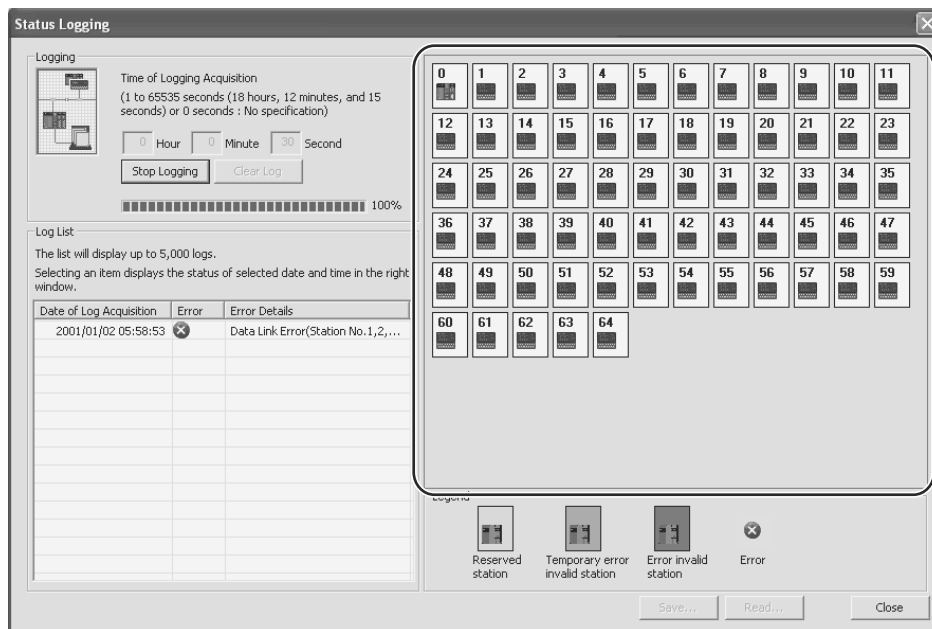 Status Logging
Logging
Time of Logging Acquisition
(1 to 65535 seconds (18 hours, 12 minutes, and 15
seconds) or 0 seconds : No specification)
0 Hour 0 Minute 30 Second
Stop Logging Clear Log
100%
Log List
The list will display up to 5,000 logs.
Selecting an item displays the status of selected date and time in the right
window.
Date of Log Acquisition Error Error Details
2001/01/02 05:58:53 Data Link Error(Station No.1,2,...
0 1 2 3 4 5 6 7 8 9 10 11
12 13 14 15 16 17 18 19 20 21 22 23
24 25 26 27 28 29 30 31 32 33 34 35
36 37 38 39 40 41 42 43 44 45 46 47
48 49 50 51 52 53 54 55 56 57 58 59
60 61 62 63 64
Legend
Reserved
station
Temporary error
invalid station
Error invalid
station
Error
Save... Read... Close